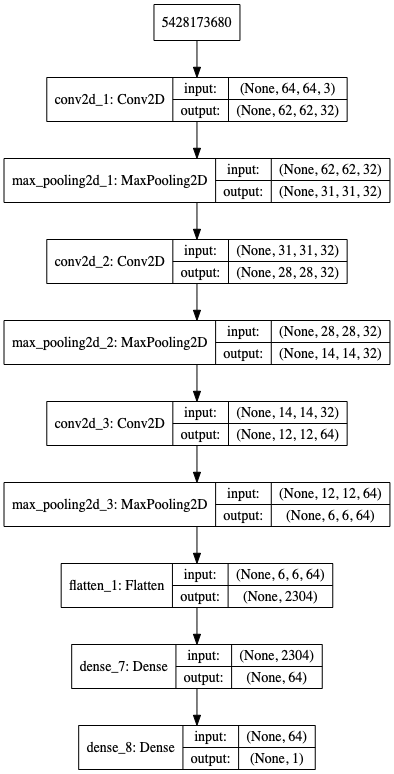 5428173680
conv2d_1: Conv2D
input: (None, 64, 64, 3)
output: (None, 62, 62, 32)
max_pooling2d_1: MaxPooling2D
input: (None, 62, 62, 32)
output: (None, 31, 31, 32)
conv2d_2: Conv2D
input: (None, 31, 31, 32)
output: (None, 28, 28, 32)
max_pooling2d_2: MaxPooling2D
input: (None, 28, 28, 32)
output: (None, 14, 14, 32)
conv2d_3: Conv2D
input: (None, 14, 14, 32)
output: (None, 12, 12, 64)
max_pooling2d_3: MaxPooling2D
input: (None, 12, 12, 64)
output: (None, 6, 6, 64)
flatten_1: Flatten
input: (None, 6, 6, 64)
output: (None, 2304)
dense_7: Dense
input: (None, 2304)
output: (None, 64)
dense_8: Dense
input: (None, 64)
output: (None, 1)